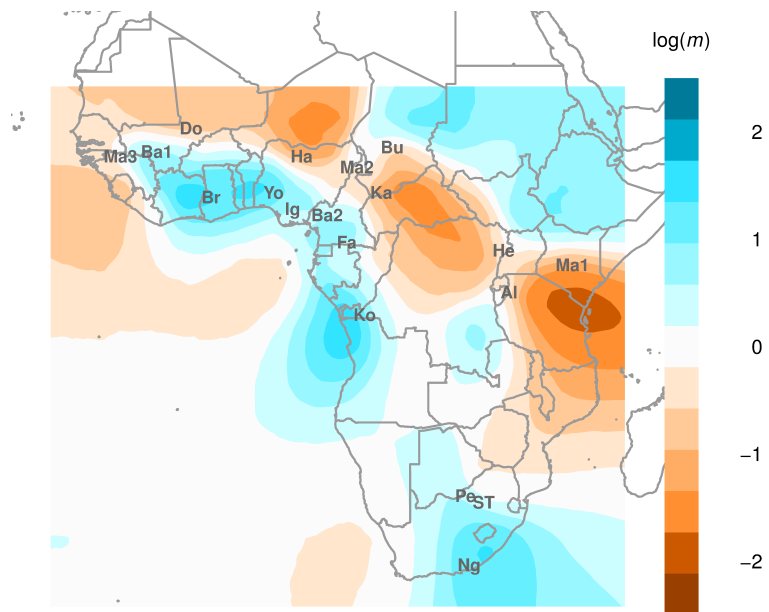 log(m)
2
1
0
−1
−2
Do
Ma3
Ba1
Ha
Bu
Ma2
Br
Yo
Ig
Ba2
Ka
Fa
He
Ma1
Al
Ko
Pe
ST
Ng